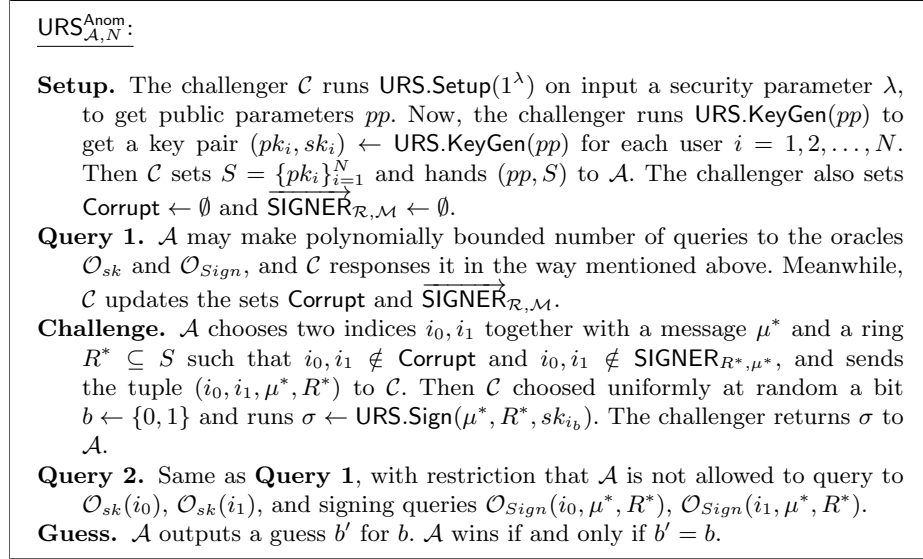 URS^{Anom}_{𝒜,N}:
Setup. The challenger 𝒞 runs URS.Setup(1^λ) on input a security parameter λ,
to get public parameters pp. Now, the challenger runs URS.KeyGen(pp) to
get a key pair (pk_i, sk_i) ← URS.KeyGen(pp) for each user i = 1, 2, . . . , N.
Then 𝒞 sets S = {pk_i}^N_{i=1} and hands (pp, S) to 𝒜. The challenger also sets
Corrupt ← ∅ and \overrightarrow{SIGNER}_{ℛ,ℳ} ← ∅.
Query 1. 𝒜 may make polynomially bounded number of queries to the oracles
𝒪_{sk} and 𝒪_{Sign}, and 𝒞 responses it in the way mentioned above. Meanwhile,
𝒞 updates the sets Corrupt and \overrightarrow{SIGNER}_{ℛ,ℳ}.
Challenge. 𝒜 chooses two indices i_0, i_1 together with a message μ* and a ring
R* ⊆ S such that i_0, i_1 ∉ Corrupt and i_0, i_1 ∉ SIGNER_{R*,μ*}, and sends
the tuple (i_0, i_1, μ*, R*) to 𝒞. Then 𝒞 choosed uniformly at random a bit
b ← {0, 1} and runs σ ← URS.Sign(μ*, R*, sk_{i_b}). The challenger returns σ to
𝒜.
Query 2. Same as Query 1, with restriction that 𝒜 is not allowed to query to
𝒪_{sk}(i_0), 𝒪_{sk}(i_1), and signing queries 𝒪_{Sign}(i_0, μ*, R*), 𝒪_{Sign}(i_1, μ*, R*).
Guess. 𝒜 outputs a guess b′ for b. 𝒜 wins if and only if b′ = b.